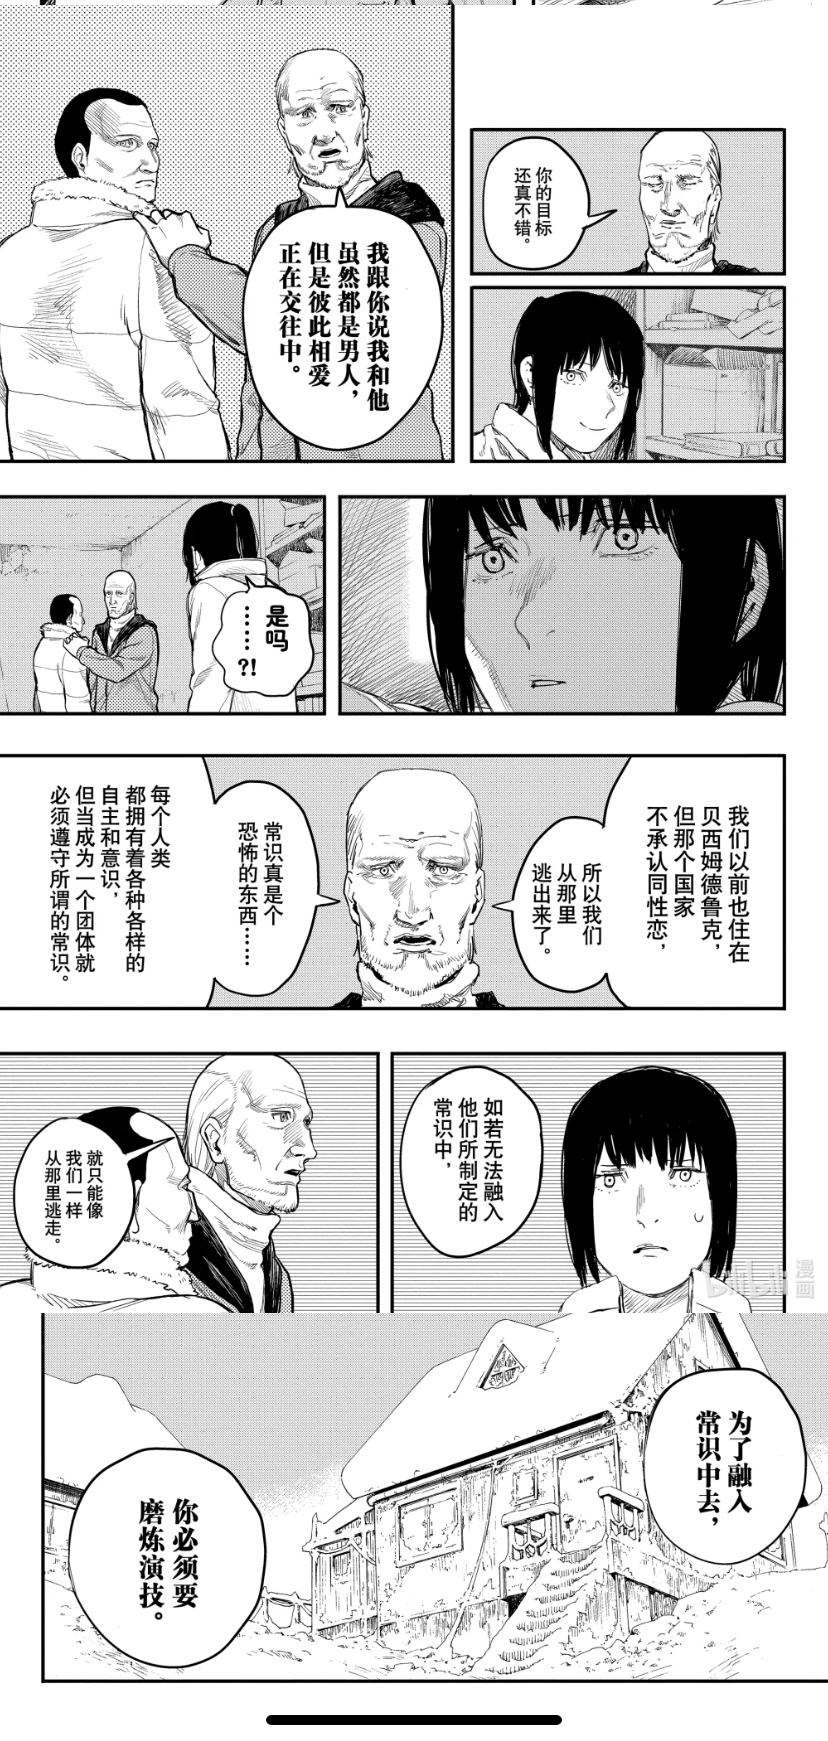 你的目标
还真不错。
我跟你说我和他
虽然都是男人，
但是彼此相爱
正在交往中。
是吗
……?!
我们以前也住在
贝西姆德鲁克，
但那个国家
不承认同性恋，
所以我们
从那里
逃出来了。
常识真是个
恐怖的东西……
每个人类
都拥有着各种各样的
自主和意识，
但当成为一个团体就
必须遵守所谓的常识。
如若无法融入
他们所制定的
常识中，
就只能像
我们一样
从那里逃走。
bilibili
漫画
为了融入
常识中去，
你必须要
磨炼演技。